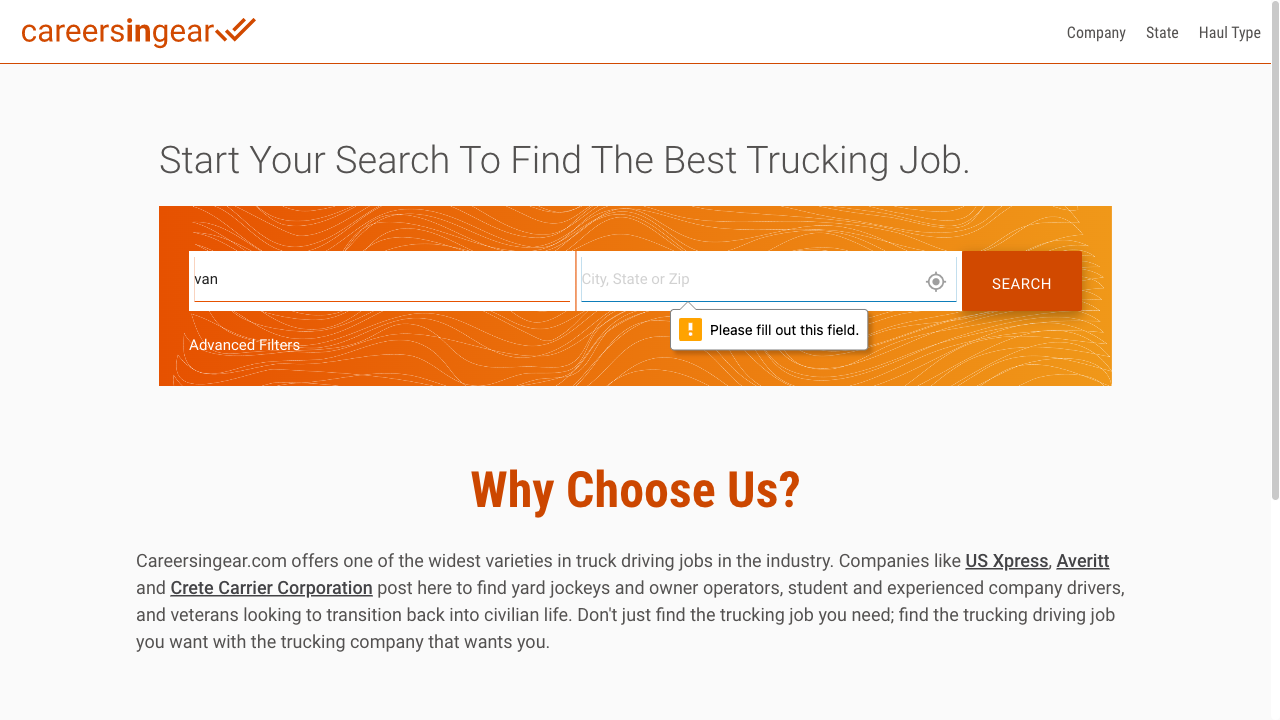 careersingear
Company State Haul Type
Start Your Search To Find The Best Trucking Job.
van
City, State or Zip
SEARCH
Please fill out this field.
Advanced Filters
Why Choose Us?
Careersingear.com offers one of the widest varieties in truck driving jobs in the industry. Companies like US Xpress, Averitt
and Crete Carrier Corporation post here to find yard jockeys and owner operators, student and experienced company drivers,
and veterans looking to transition back into civilian life. Don't just find the trucking job you need; find the trucking driving job
you want with the trucking company that wants you.